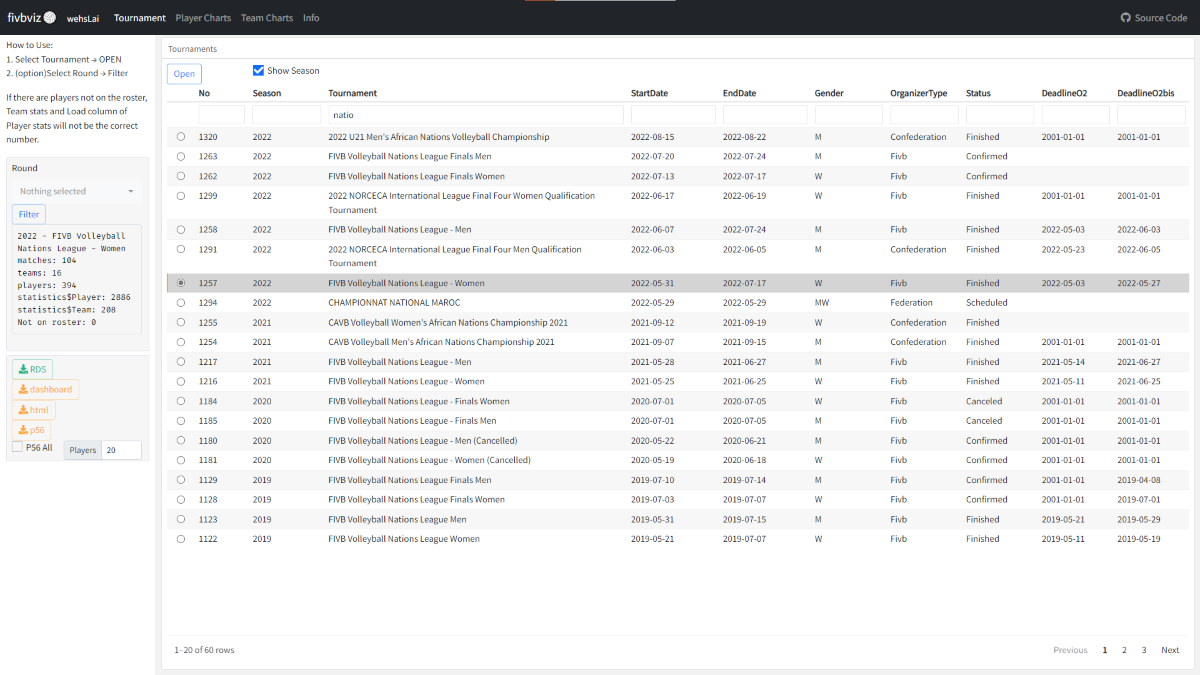 fivbviz wehsLai Tournament Player Charts Team Charts Info Source Code
How to Use:
1. Select Tournament → OPEN
2. (option)Select Round → Filter
If there are players not on the roster,
Team stats and Load column of
Player stats will not be the correct
number.
Round
Nothing selected
Filter
2022 - FIVB Volleyball
Nations League - Women
matches: 104
teams: 16
players: 394
statistics$Player: 2886
statistics$Team: 208
Not on roster: 0
RDS
dashboard
html
p56
P56 All Players 20
Tournaments
Open Show Season
No Season Tournament StartDate EndDate Gender OrganizerType Status DeadlineO2 DeadlineO2bis
natio
1320 2022 2022 U21 Men's African Nations Volleyball Championship 2022-08-15 2022-08-22 M Confederation Finished 2001-01-01 2001-01-01
1263 2022 FIVB Volleyball Nations League Finals Men 2022-07-20 2022-07-24 M Fivb Confirmed
1262 2022 FIVB Volleyball Nations League Finals Women 2022-07-13 2022-07-17 W Fivb Confirmed
1299 2022 2022 NORCECA International League Final Four Women Qualification 2022-06-17 2022-06-19 W Confederation Finished 2001-01-01 2001-01-01
Tournament
1258 2022 FIVB Volleyball Nations League - Men 2022-06-07 2022-07-24 M Fivb Finished 2022-05-03 2022-06-03
1291 2022 2022 NORCECA International League Final Four Men Qualification 2022-06-03 2022-06-05 M Confederation Finished 2022-05-23 2022-06-05
Tournament
1257 2022 FIVB Volleyball Nations League - Women 2022-05-31 2022-07-17 W Fivb Finished 2022-05-03 2022-05-27
1294 2022 CHAMPIONNAT NATIONAL MAROC 2022-05-29 2022-05-29 MW Federation Scheduled
1255 2021 CAVB Volleyball Women's African Nations Championship 2021 2021-09-12 2021-09-19 W Confederation Finished
1254 2021 CAVB Volleyball Men's African Nations Championship 2021 2021-09-07 2021-09-15 M Confederation Finished 2001-01-01 2001-01-01
1217 2021 FIVB Volleyball Nations League - Men 2021-05-28 2021-06-27 M Fivb Finished 2021-05-14 2021-06-27
1216 2021 FIVB Volleyball Nations League - Women 2021-05-25 2021-06-25 W Fivb Finished 2021-05-11 2021-06-25
1184 2020 FIVB Volleyball Nations League - Finals Women 2020-07-01 2020-07-05 W Fivb Canceled 2001-01-01 2001-01-01
1185 2020 FIVB Volleyball Nations League - Finals Men 2020-07-01 2020-07-05 M Fivb Canceled 2001-01-01 2001-01-01
1180 2020 FIVB Volleyball Nations League - Men (Cancelled) 2020-05-22 2020-06-21 M Fivb Confirmed 2001-01-01 2001-01-01
1181 2020 FIVB Volleyball Nations League - Women (Cancelled) 2020-05-19 2020-06-18 W Fivb Confirmed 2001-01-01 2001-01-01
1129 2019 FIVB Volleyball Nations League Finals Men 2019-07-10 2019-07-14 M Fivb Confirmed 2001-01-01 2019-04-08
1128 2019 FIVB Volleyball Nations League Finals Women 2019-07-03 2019-07-07 W Fivb Confirmed 2001-01-01 2019-07-01
1123 2019 FIVB Volleyball Nations League Men 2019-05-31 2019-07-15 M Fivb Finished 2019-05-21 2019-05-29
1122 2019 FIVB Volleyball Nations League Women 2019-05-21 2019-07-07 W Fivb Finished 2019-05-11 2019-05-19
1–20 of 60 rows Previous 1 2 3 Next